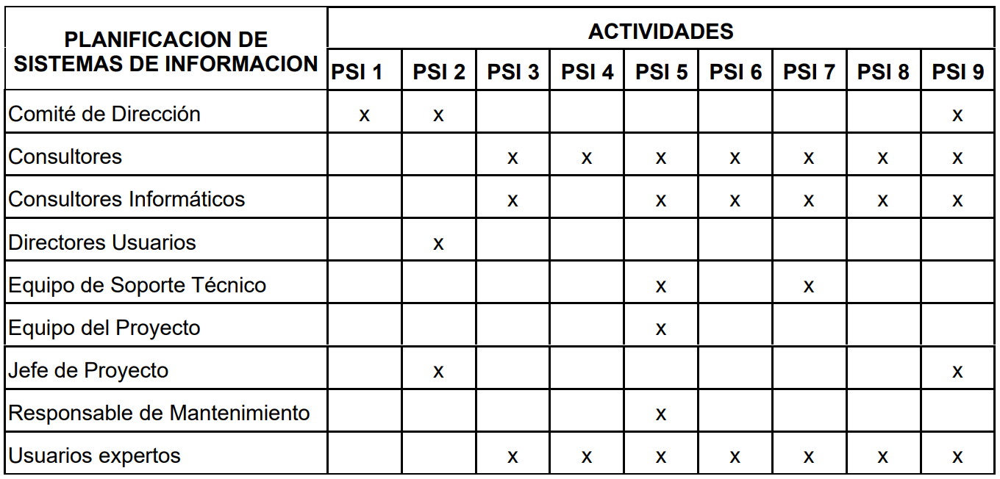 PLANIFICACION DE
SISTEMAS DE INFORMACION
ACTIVIDADES
PSI 1 PSI 2 PSI 3 PSI 4 PSI 5 PSI 6 PSI 7 PSI 8 PSI 9
Comité de Dirección x x x
Consultores x x x x x x x
Consultores Informáticos x x x x x x
Directores Usuarios x
Equipo de Soporte Técnico x x
Equipo del Proyecto x
Jefe de Proyecto x x
Responsable de Mantenimiento x
Usuarios expertos x x x x x x x